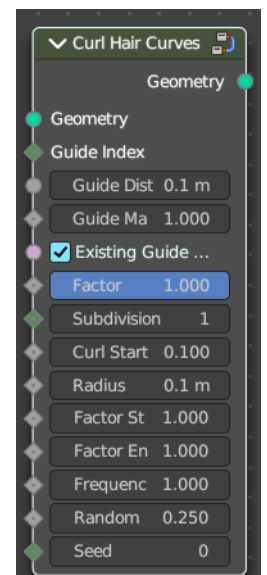 Curl Hair Curves
Geometry
Geometry
Guide Index
Guide Dist 0.1 m
Guide Ma 1.000
Existing Guide ...
Factor 1.000
Subdivision 1
Curl Start 0.100
Radius 0.1 m
Factor St 1.000
Factor En 1.000
Frequenc 1.000
Random 0.250
Seed 0